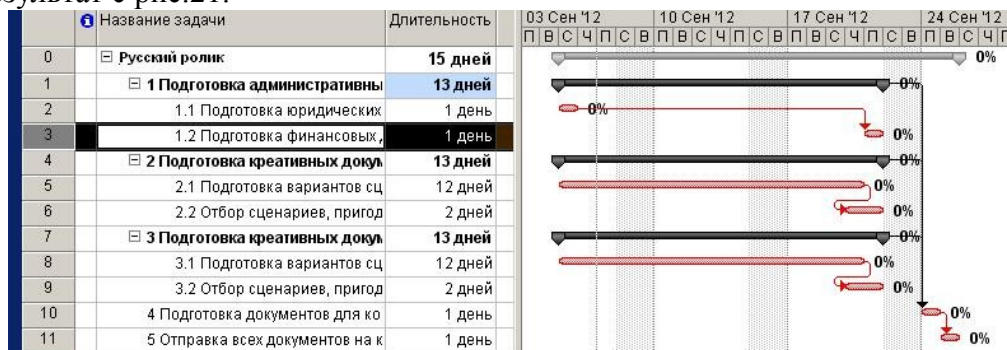 зультат с рис.21.
Название задачи Длительность 03 Сен '12 10 Сен '12 17 Сен '12 24 Сен '12
П В С Ч П С В П В С Ч П С В П В С Ч П С В П В С Ч П
0 Русский ролик 15 дней 0%
1 1 Подготовка административны 13 дней 0%
2 1.1 Подготовка юридических 1 день 0%
3 1.2 Подготовка финансовых, 1 день 0%
4 2 Подготовка креативных докум 13 дней 0%
5 2.1 Подготовка вариантов сц 12 дней 0%
6 2.2 Отбор сценариев, пригод 2 дней 0%
7 3 Подготовка креативных докум 13 дней 0%
8 3.1 Подготовка вариантов сц 12 дней 0%
9 3.2 Отбор сценариев, пригод 2 дней 0%
10 4 Подготовка документов для ко 1 день 0%
11 5 Отправка всех документов на к 1 день 0%